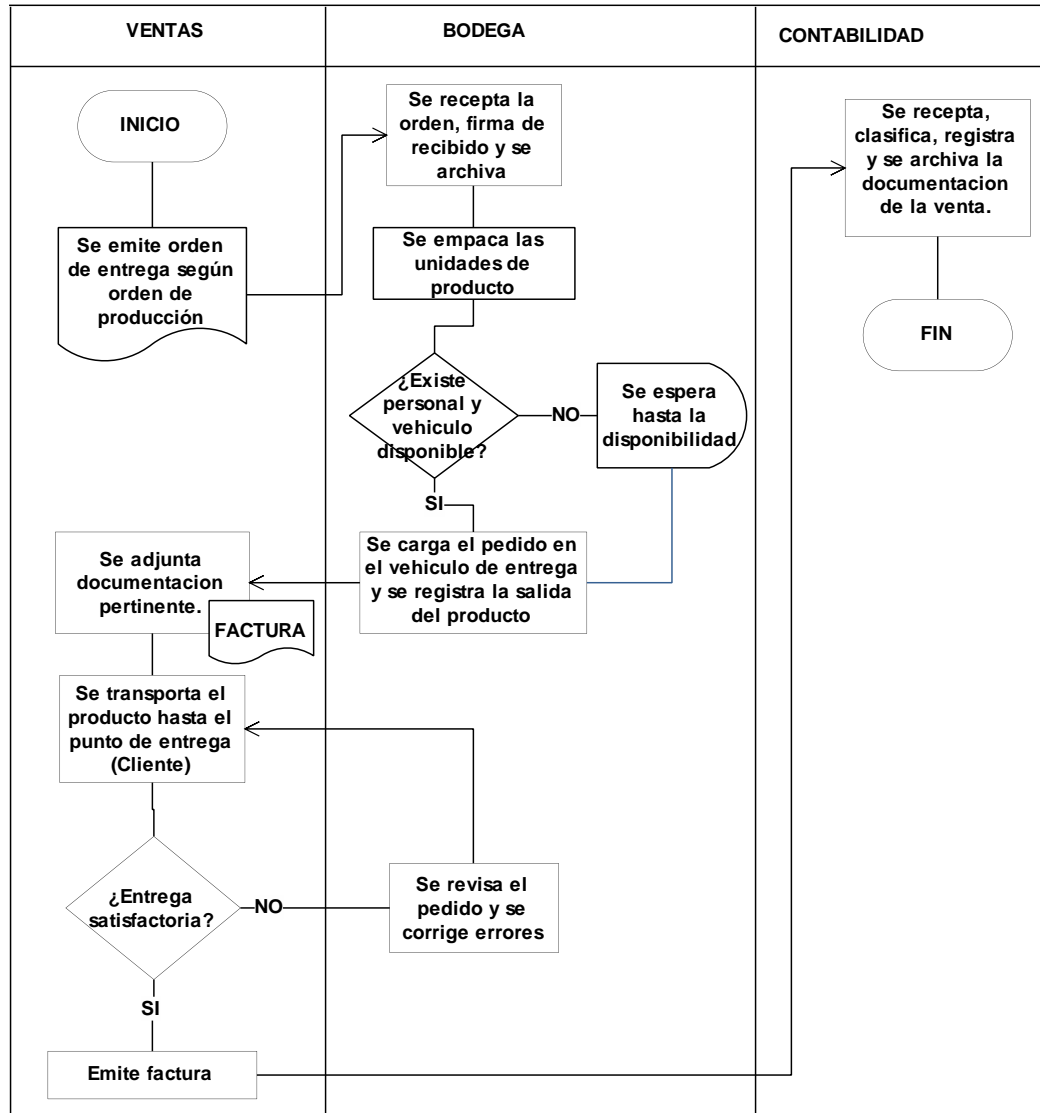 VENTAS
BODEGA
CONTABILIDAD
INICIO
Se emite orden
de entrega según
orden de
producción
Se recepta la
orden, firma de
recibido y se
archiva
Se empaca las
unidades de
producto
¿Existe
personal y
vehiculo
disponible?
NO
Se espera
hasta la
disponibilidad
SI
Se carga el pedido en
el vehiculo de entrega
y se registra la salida
del producto
Se adjunta
documentacion
pertinente.
FACTURA
Se transporta el
producto hasta el
punto de entrega
(Cliente)
¿Entrega
satisfactoria?
NO
Se revisa el
pedido y se
corrige errores
SI
Emite factura
Se recepta,
clasifica, registra
y se archiva la
documentacion
de la venta.
FIN